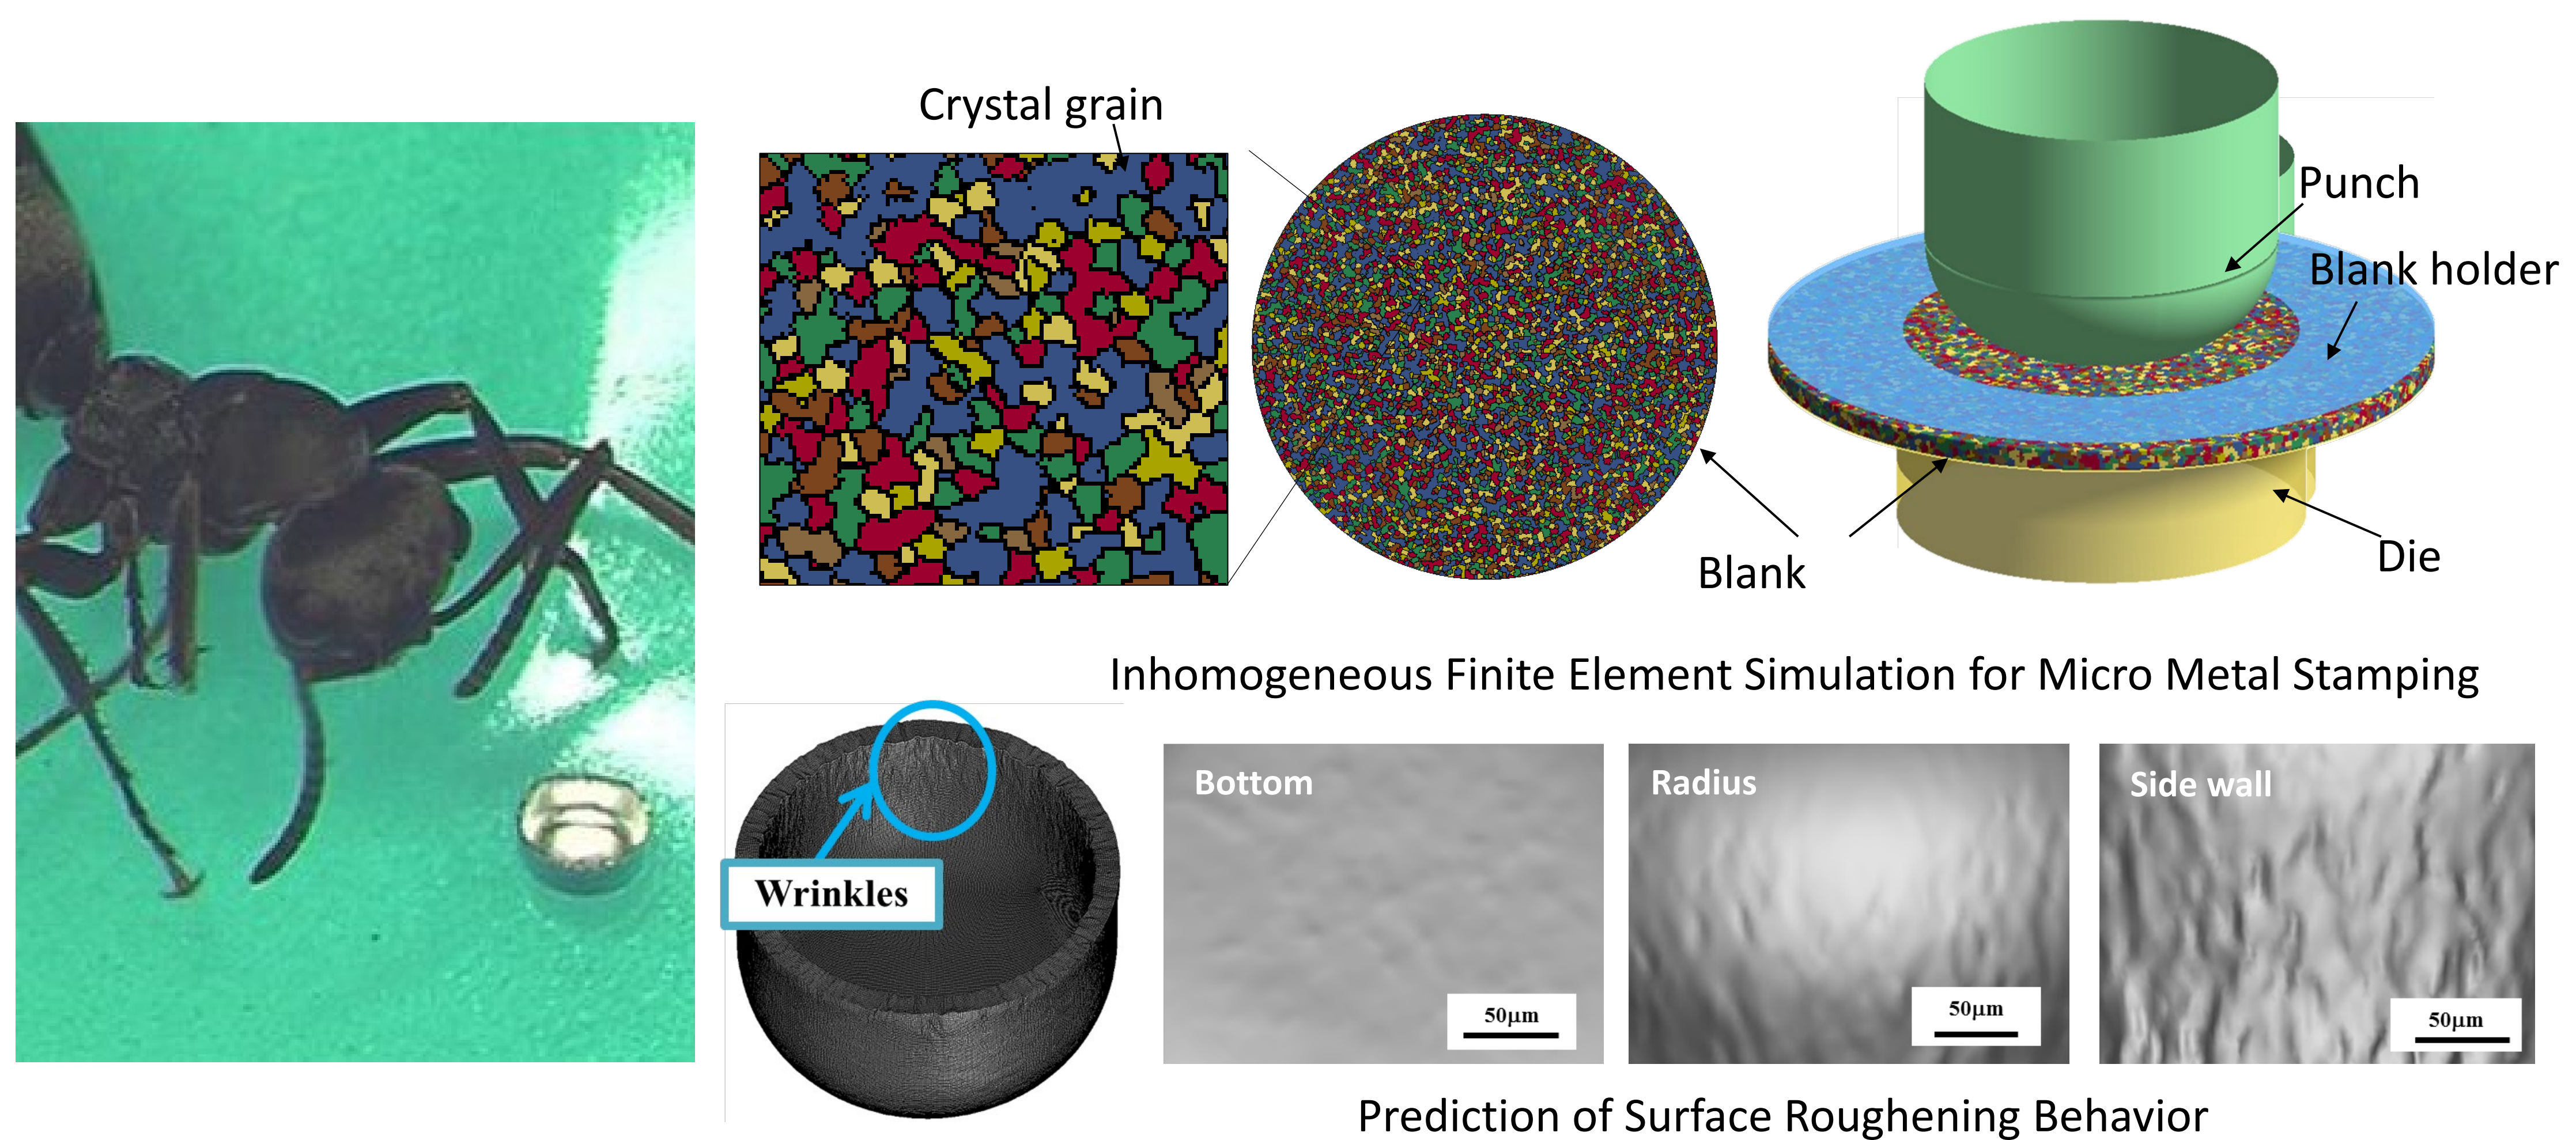 Crystal grain
Punch
Blank holder
Blank
Die
Inhomogeneous Finite Element Simulation for Micro Metal Stamping
Wrinkles
Bottom
50μm
Radius
50μm
Side wall
50μm
Prediction of Surface Roughening Behavior